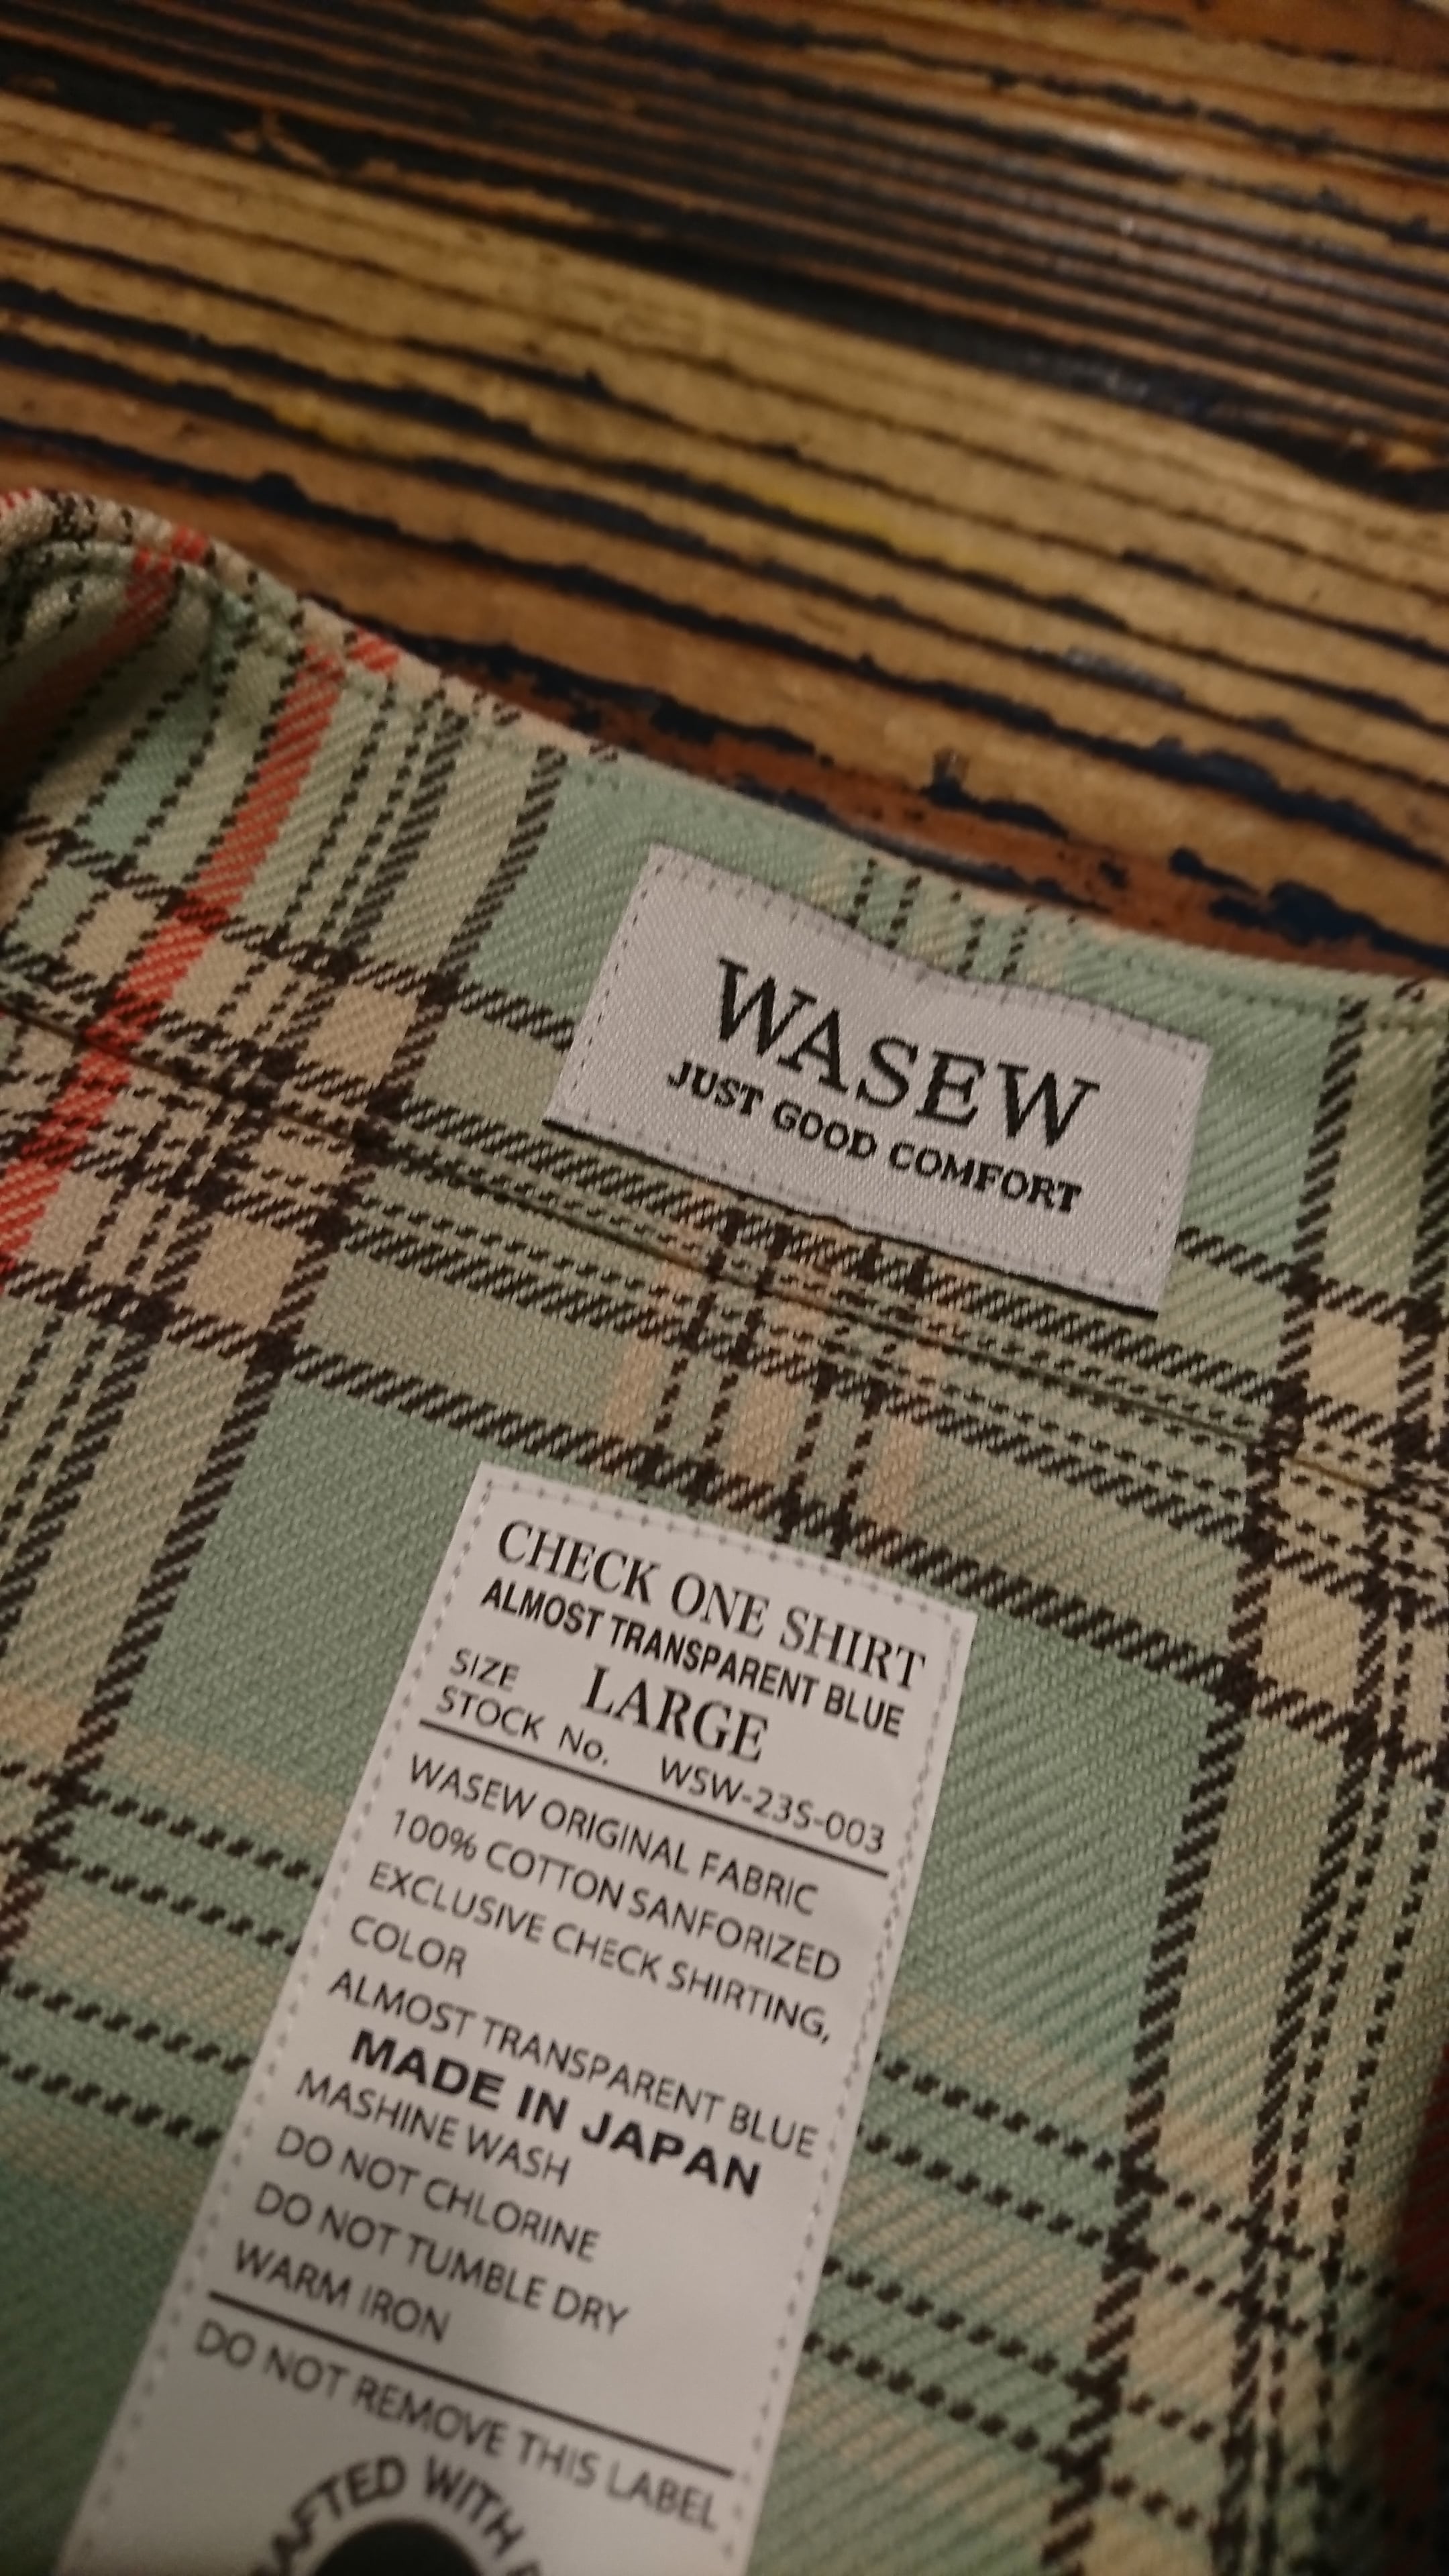 WASEW
JUST GOOD COMFORT
CHECK ONE SHIRT
ALMOST TRANSPARENT BLUE
SIZE LARGE
STOCK No. WSW-23S-003
WASEW ORIGINAL FABRIC
100% COTTON SANFORIZED
EXCLUSIVE CHECK SHIRTING,
COLOR
ALMOST TRANSPARENT BLUE
MADE IN JAPAN
MASHINE WASH
DO NOT CHLORINE
DO NOT TUMBLE DRY
WARM IRON
DO NOT REMOVE THIS LABEL
WITH